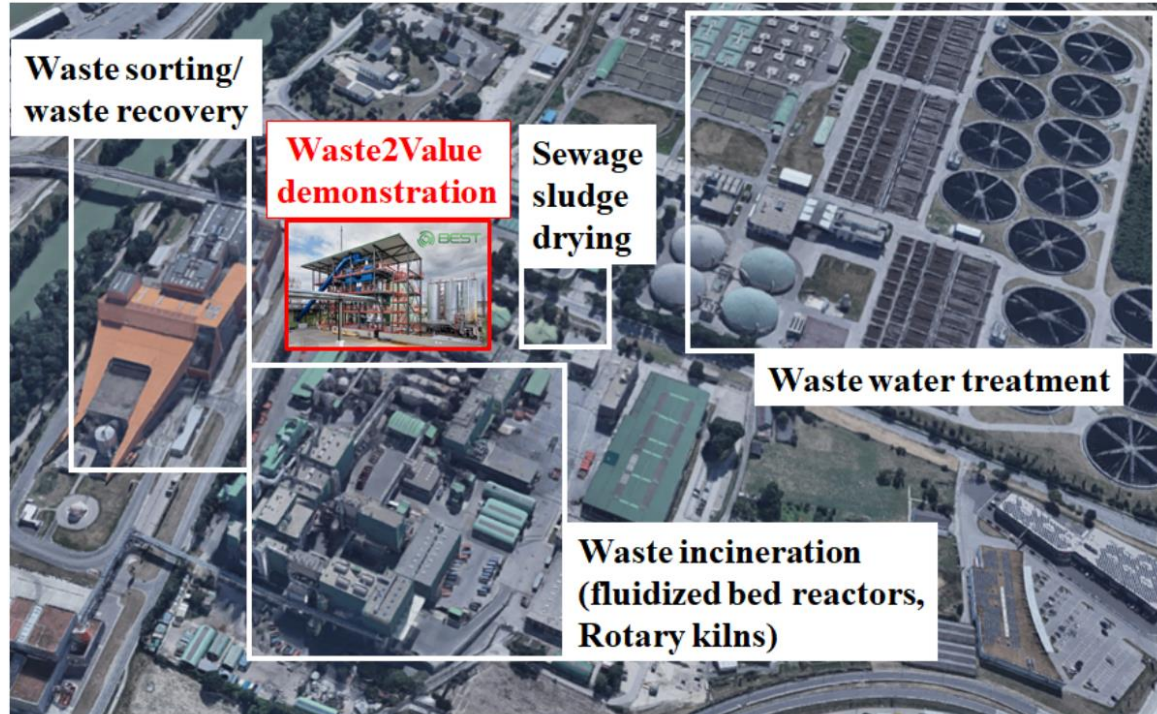 Waste sorting/
waste recovery
Waste2Value
demonstration
BEST
Sewage
sludge
drying
Waste water treatment
Waste incineration
(fluidized bed reactors,
Rotary kilns)